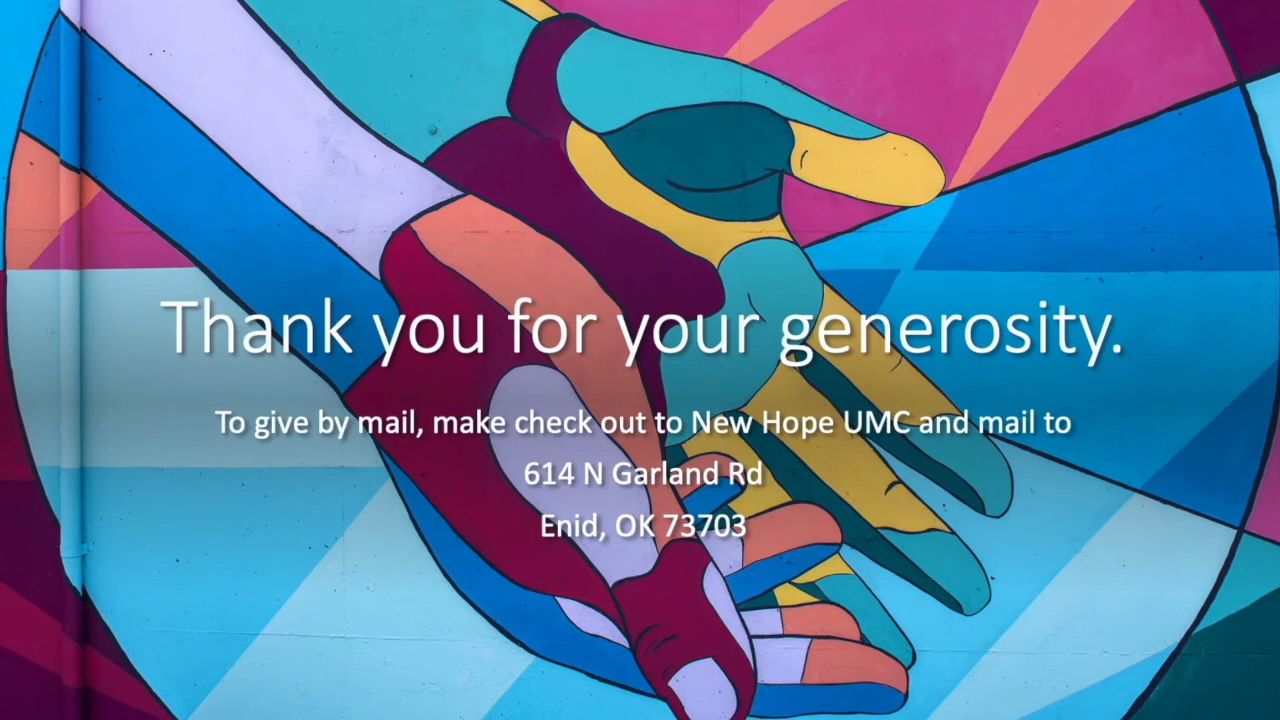 Thank you for your generosity.
To give by mail, make check out to New Hope UMC and mail to
614 N Garland Rd
Enid, OK 73703